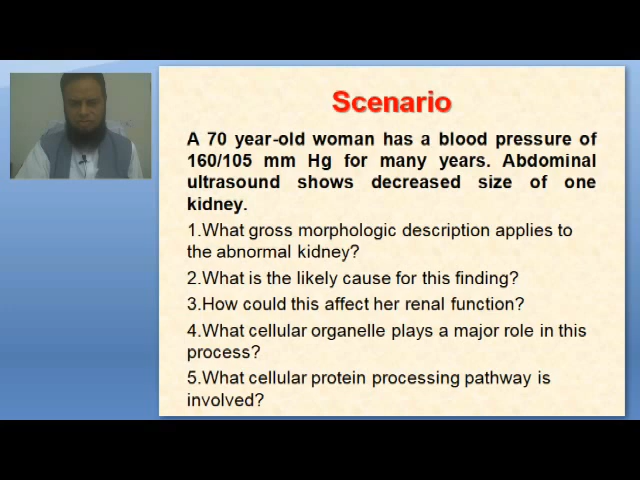 Scenario
A 70 year-old woman has a blood pressure of
160/105 mm Hg for many years. Abdominal
ultrasound shows decreased size of one
kidney.
1.What gross morphologic description applies to
the abnormal kidney?
2.What is the likely cause for this finding?
3.How could this affect her renal function?
4.What cellular organelle plays a major role in this
process?
5.What cellular protein processing pathway is
involved?